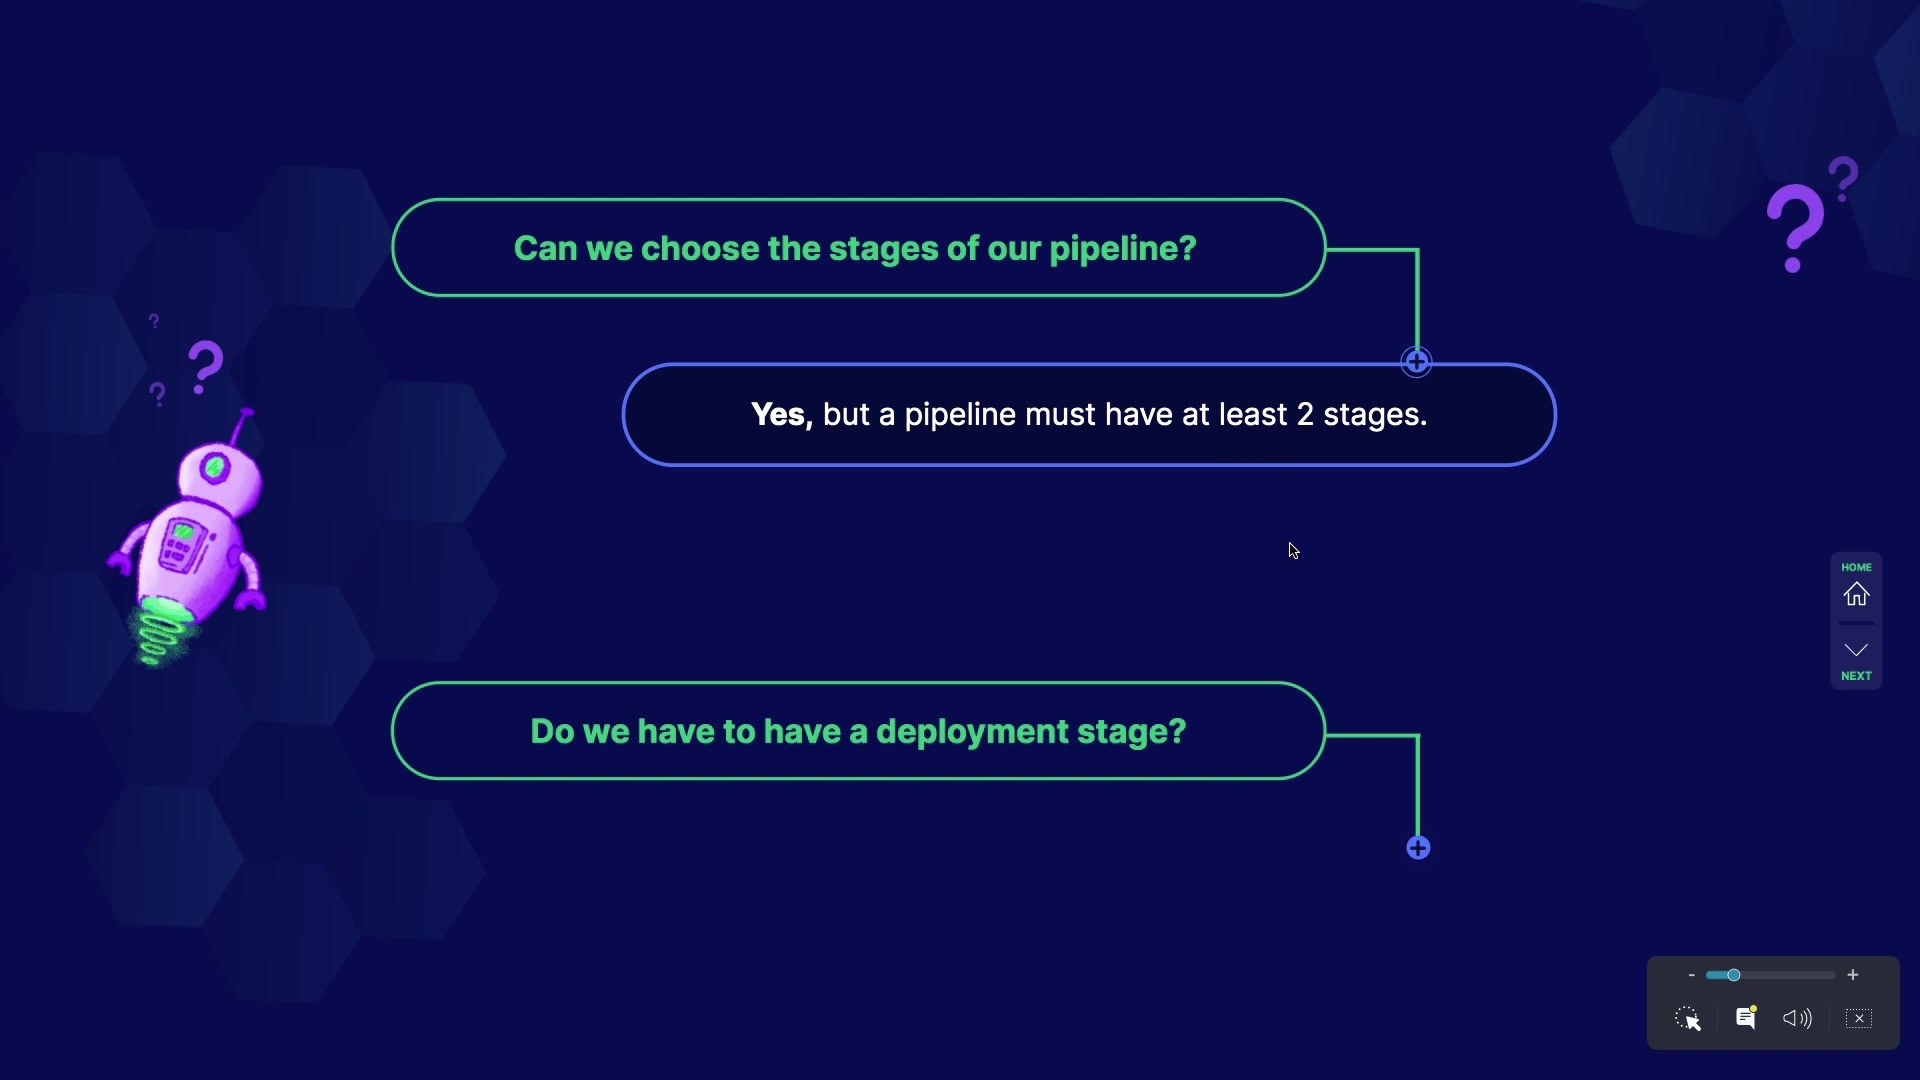 Can we choose the stages of our pipeline?
?
?
?
?
?
Yes, but a pipeline must have at least 2 stages.
HOME
NEXT
Do we have to have a deployment stage?
- +